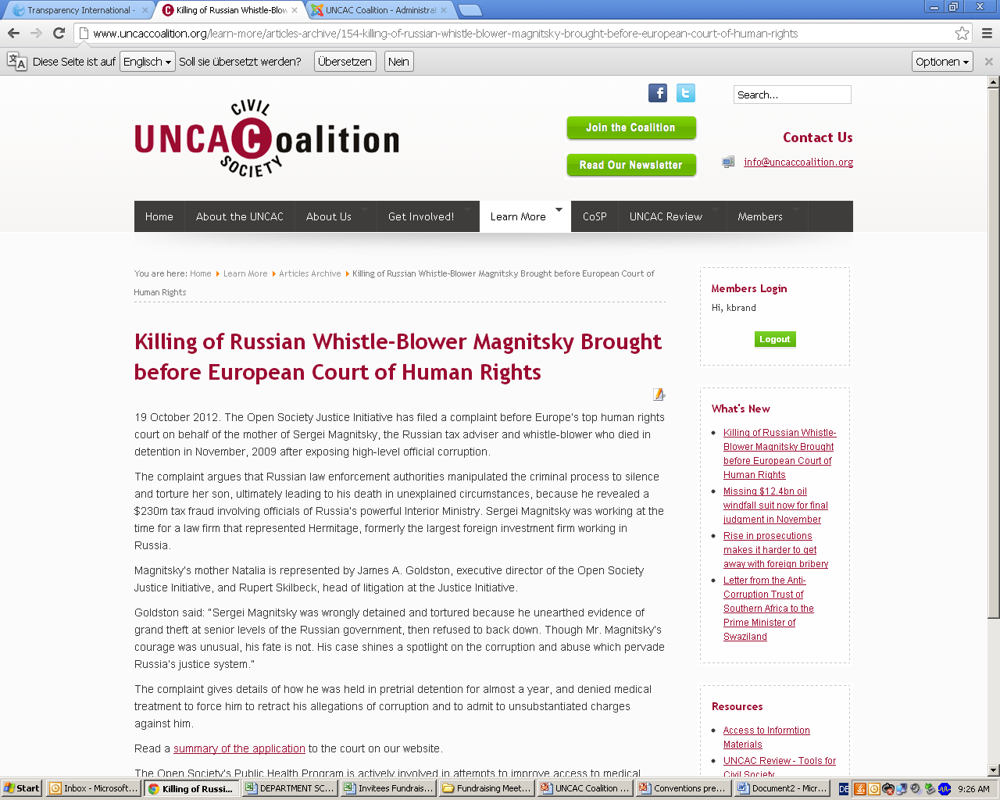 Transparency International -
Killing of Russian Whistle-Blow
UNCAC Coalition - Administrat
www.uncaccoalition.org/learn-more/articles-archive/154-killing-of-russian-whistle-blower-magnitsky-brought-before-european-court-of-human-rights
Diese Seite ist auf Englisch Soll sie übersetzt werden? Übersetzen Nein Optionen
CIVIL
UNCACoalition
SOCIETY
f t
Search...
Join the Coalition
Contact Us
Read Our Newsletter
info@uncaccoalition.org
Home About the UNCAC About Us Get Involved! Learn More CoSP UNCAC Review Members
You are here: Home Learn More Articles Archive Killing of Russian Whistle-Blower Magnitsky Brought before European Court of
Human Rights
Killing of Russian Whistle-Blower Magnitsky Brought
before European Court of Human Rights
19 October 2012. The Open Society Justice Initiative has filed a complaint before Europe's top human rights
court on behalf of the mother of Sergei Magnitsky, the Russian tax adviser and whistle-blower who died in
detention in November, 2009 after exposing high-level official corruption.
The complaint argues that Russian law enforcement authorities manipulated the criminal process to silence
and torture her son, ultimately leading to his death in unexplained circumstances, because he revealed a
$230m tax fraud involving officials of Russia's powerful Interior Ministry. Sergei Magnitsky was working at the
time for a law firm that represented Hermitage, formerly the largest foreign investment firm working in
Russia.
Magnitsky's mother Natalia is represented by James A. Goldston, executive director of the Open Society
Justice Initiative, and Rupert Skilbeck, head of litigation at the Justice Initiative.
Goldston said: "Sergei Magnitsky was wrongly detained and tortured because he unearthed evidence of
grand theft at senior levels of the Russian government, then refused to back down. Though Mr. Magnitsky's
courage was unusual, his fate is not. His case shines a spotlight on the corruption and abuse which pervade
Russia's justice system."
The complaint gives details of how he was held in pretrial detention for almost a year, and denied medical
treatment to force him to retract his allegations of corruption and to admit to unsubstantiated charges
against him.
Read a summary of the application to the court on our website.
The Open Society's Public Health Program is actively involved in attempts to improve access to medical
Members Login
Hi, kbrand
Logout
What's New
Killing of Russian Whistle-
Blower Magnitsky Brought
before European Court of
Human Rights
Missing $12.4bn oil
windfall suit now for final
judgment in November
Rise in prosecutions
makes it harder to get
away with foreign bribery
Letter from the Anti-
Corruption Trust of
Southern Africa to the
Prime Minister of
Swaziland
Resources
Access to Informtion
Materials
UNCAC Review - Tools for
Civil Society
Start Inbox - Microsoft... Killing of Russi... DEPARTMENT SC... Invitees Fundrais... Fundraising Meet... UNCAC Coalition ... Conventions pre... Document2 - Micr... DE 9:26 AM